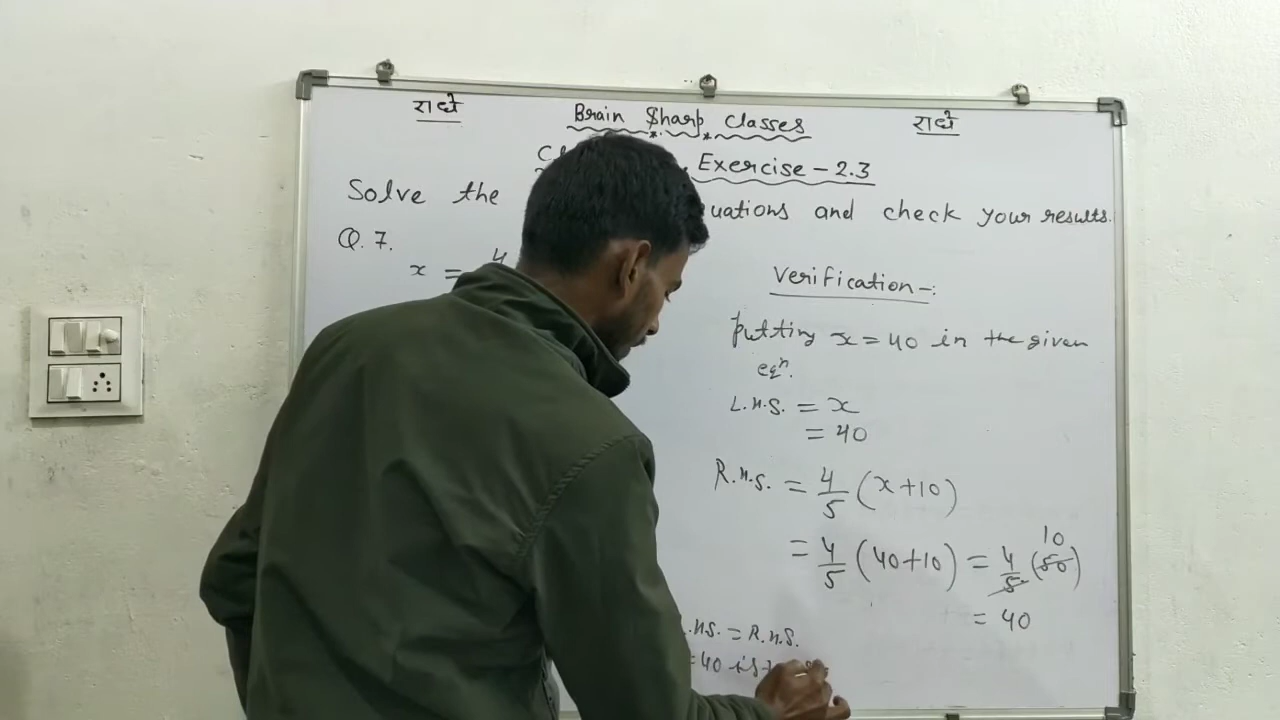 राधे Brain Sharp Classes राधे
Exercise - 2.3
Solve the uations and check your results.
Q. 7.
x = 4
Verification -:
Putting x = 40 in the given
eqⁿ.
L.H.S. = x
= 40
R.H.S. = 4/5 (x+10)
= 4/5 (40+10) = 4/5 (50) 10
= 40
.H.S. = R.H.S.
= 40 is